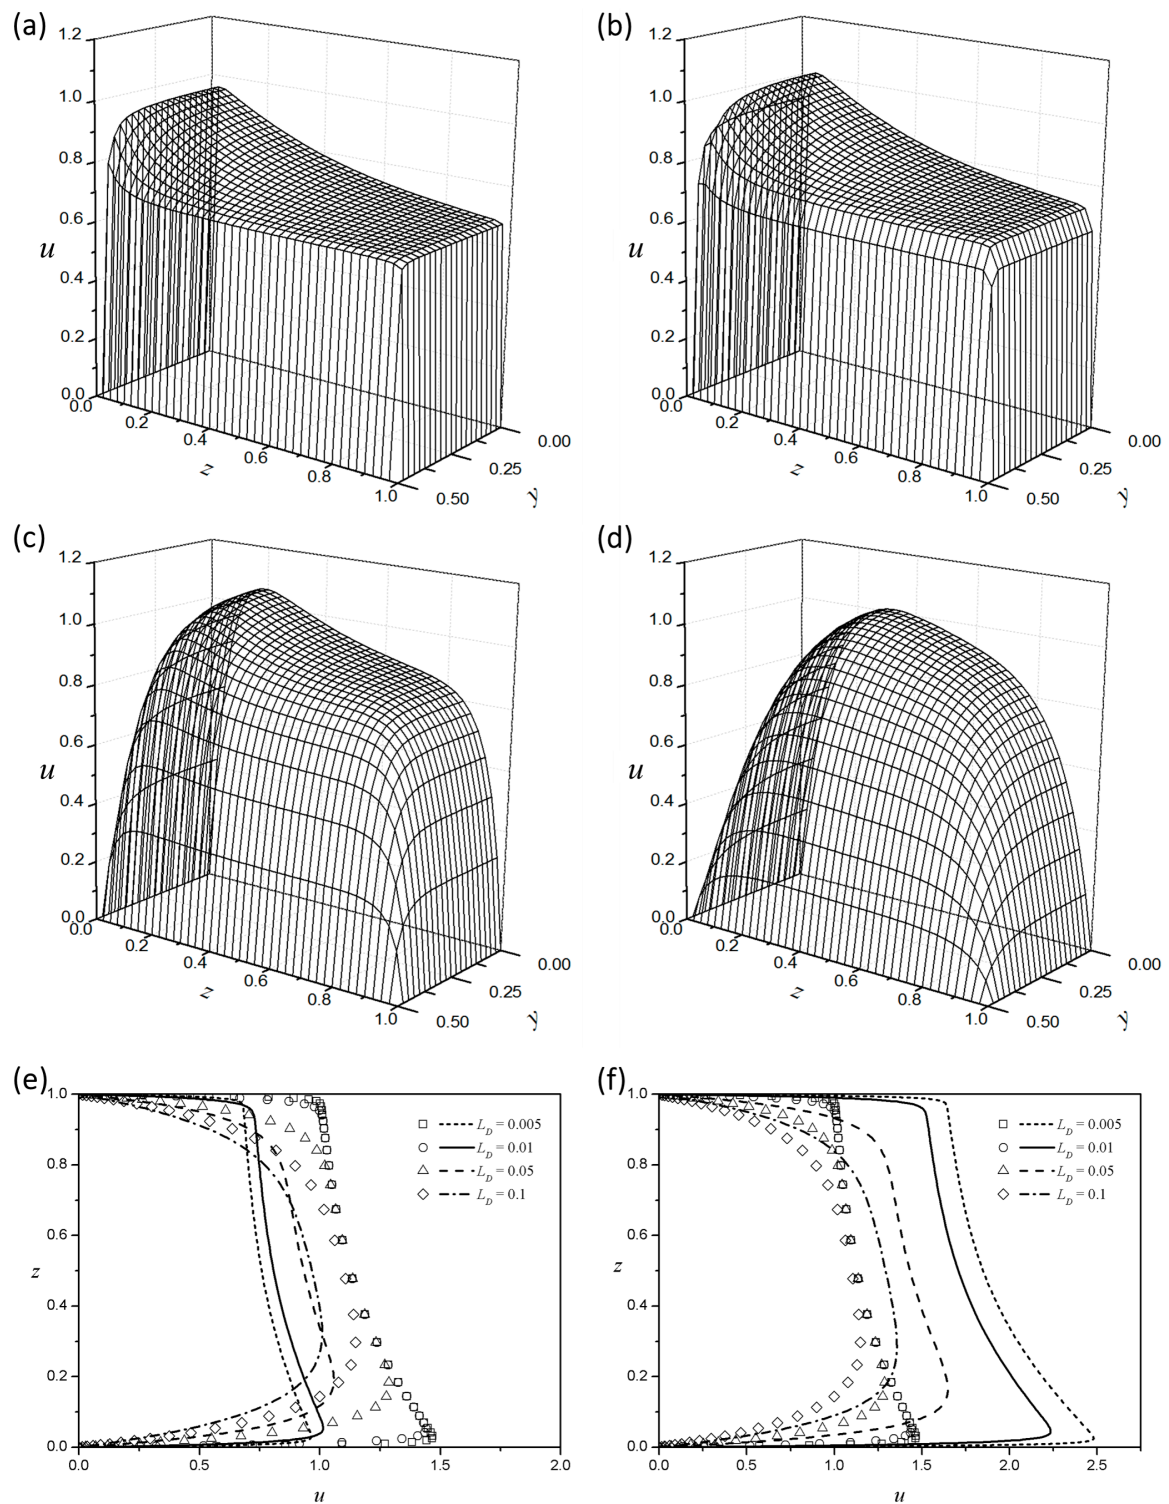 (a)
(b)
1.2
1.0
0.8
0.6
0.4
0.2
0.0
u
0.0
0.2
0.4
0.6
0.8
1.0
z
0.00
0.25
0.50
y
1.2
1.0
0.8
0.6
0.4
0.2
0.0
u
0.0
0.2
0.4
0.6
0.8
1.0
z
0.00
0.25
0.50
y
(c)
(d)
1.2
1.0
0.8
0.6
0.4
0.2
0.0
u
0.0
0.2
0.4
0.6
0.8
1.0
z
0.00
0.25
0.50
y
1.2
1.0
0.8
0.6
0.4
0.2
0.0
u
0.0
0.2
0.4
0.6
0.8
1.0
z
0.00
0.25
0.50
y
(e)
(f)
1.0
0.8
0.6
0.4
0.2
0.0
z
L_D = 0.005
L_D = 0.01
L_D = 0.05
L_D = 0.1
0.0 0.5 1.0 1.5 2.0
u
1.0
0.8
0.6
0.4
0.2
0.0
z
L_D = 0.005
L_D = 0.01
L_D = 0.05
L_D = 0.1
0.0 0.5 1.0 1.5 2.0 2.5
u